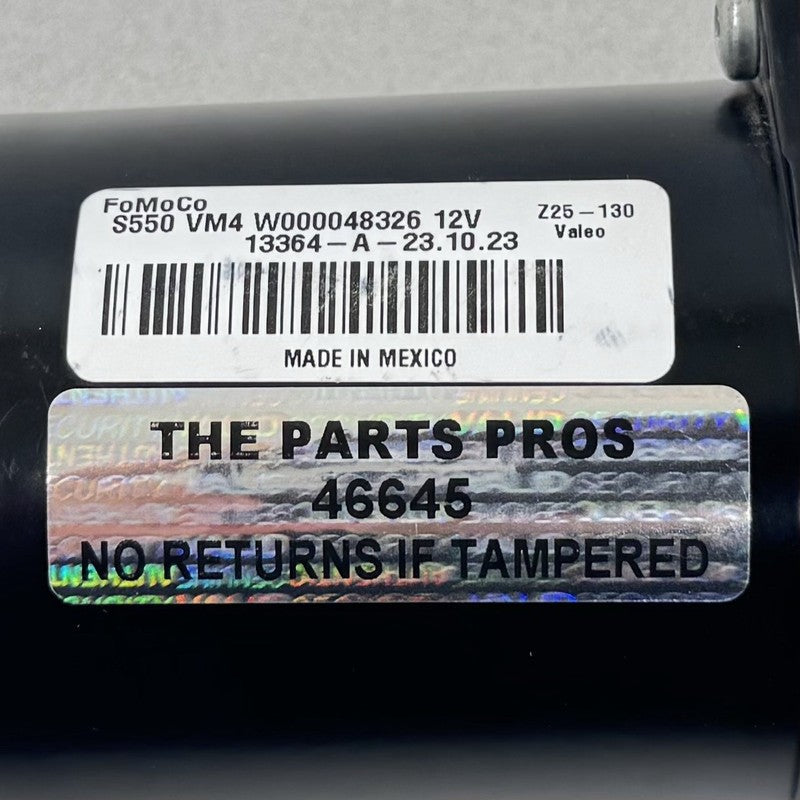 FoMoCo
S550 VM4 W000048326 12V
Z25-130
13364-A-23.10.23
Valeo
MADE IN MEXICO
THE PARTS PROS
46645
NO RETURNS IF TAMPERED